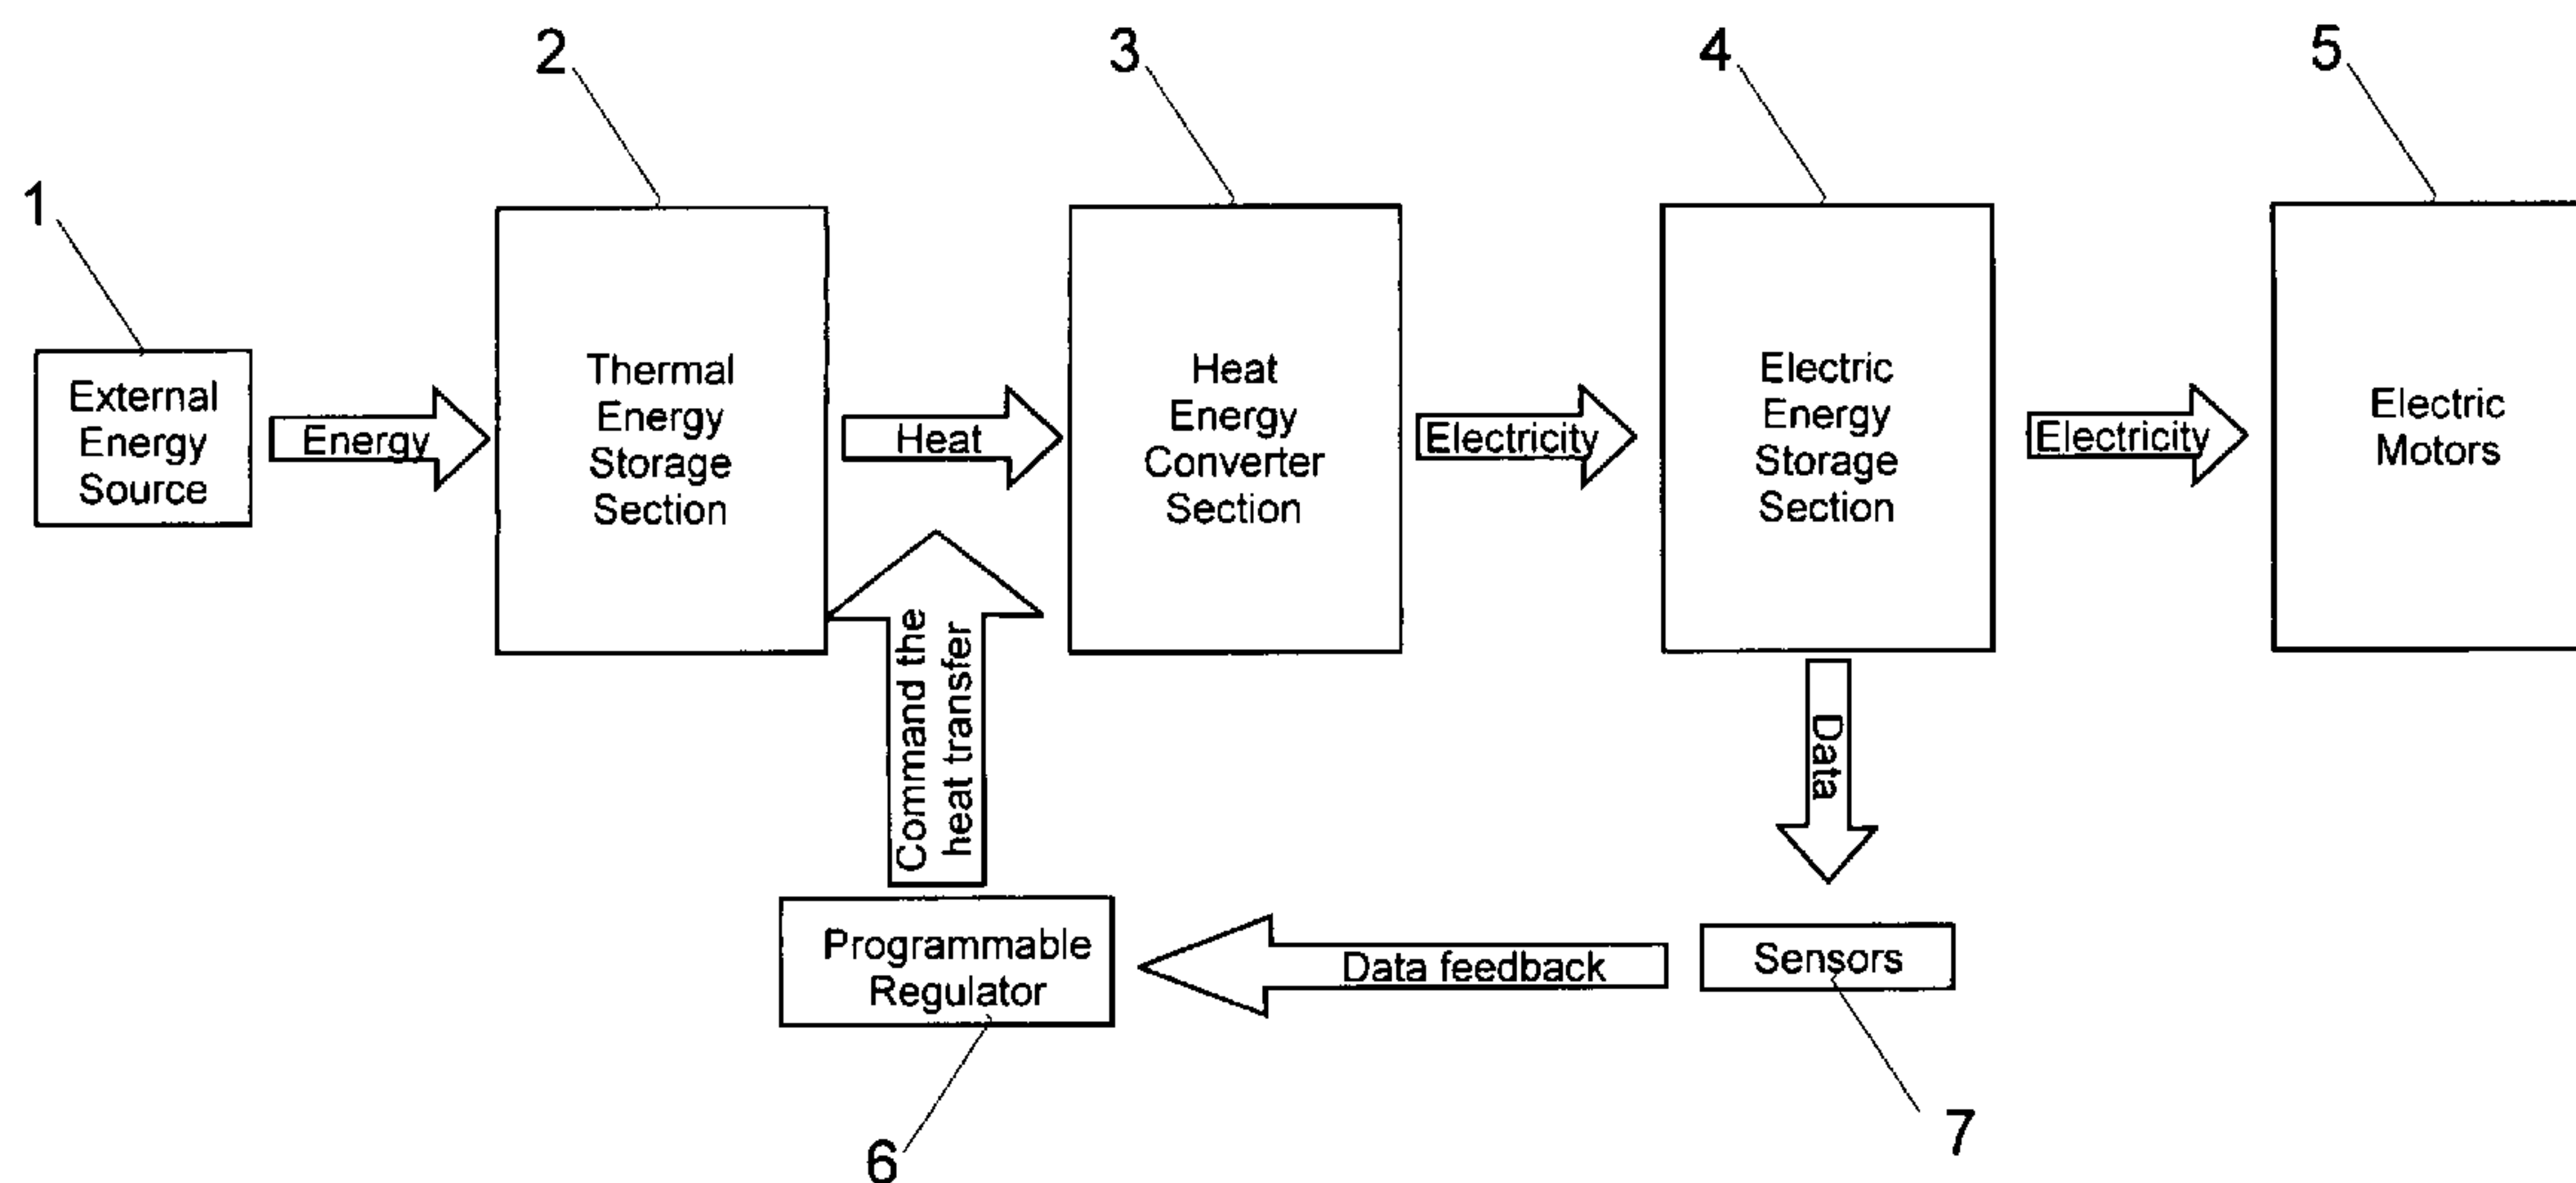 1
2
3
4
5
External
Energy
Source
Energy
Thermal
Energy
Storage
Section
Heat
Heat
Energy
Converter
Section
Electricity
Electric
Energy
Storage
Section
Electricity
Electric
Motors
Command the
heat transfer
Data
Programmable
Regulator
Data feedback
Sensors
6
7